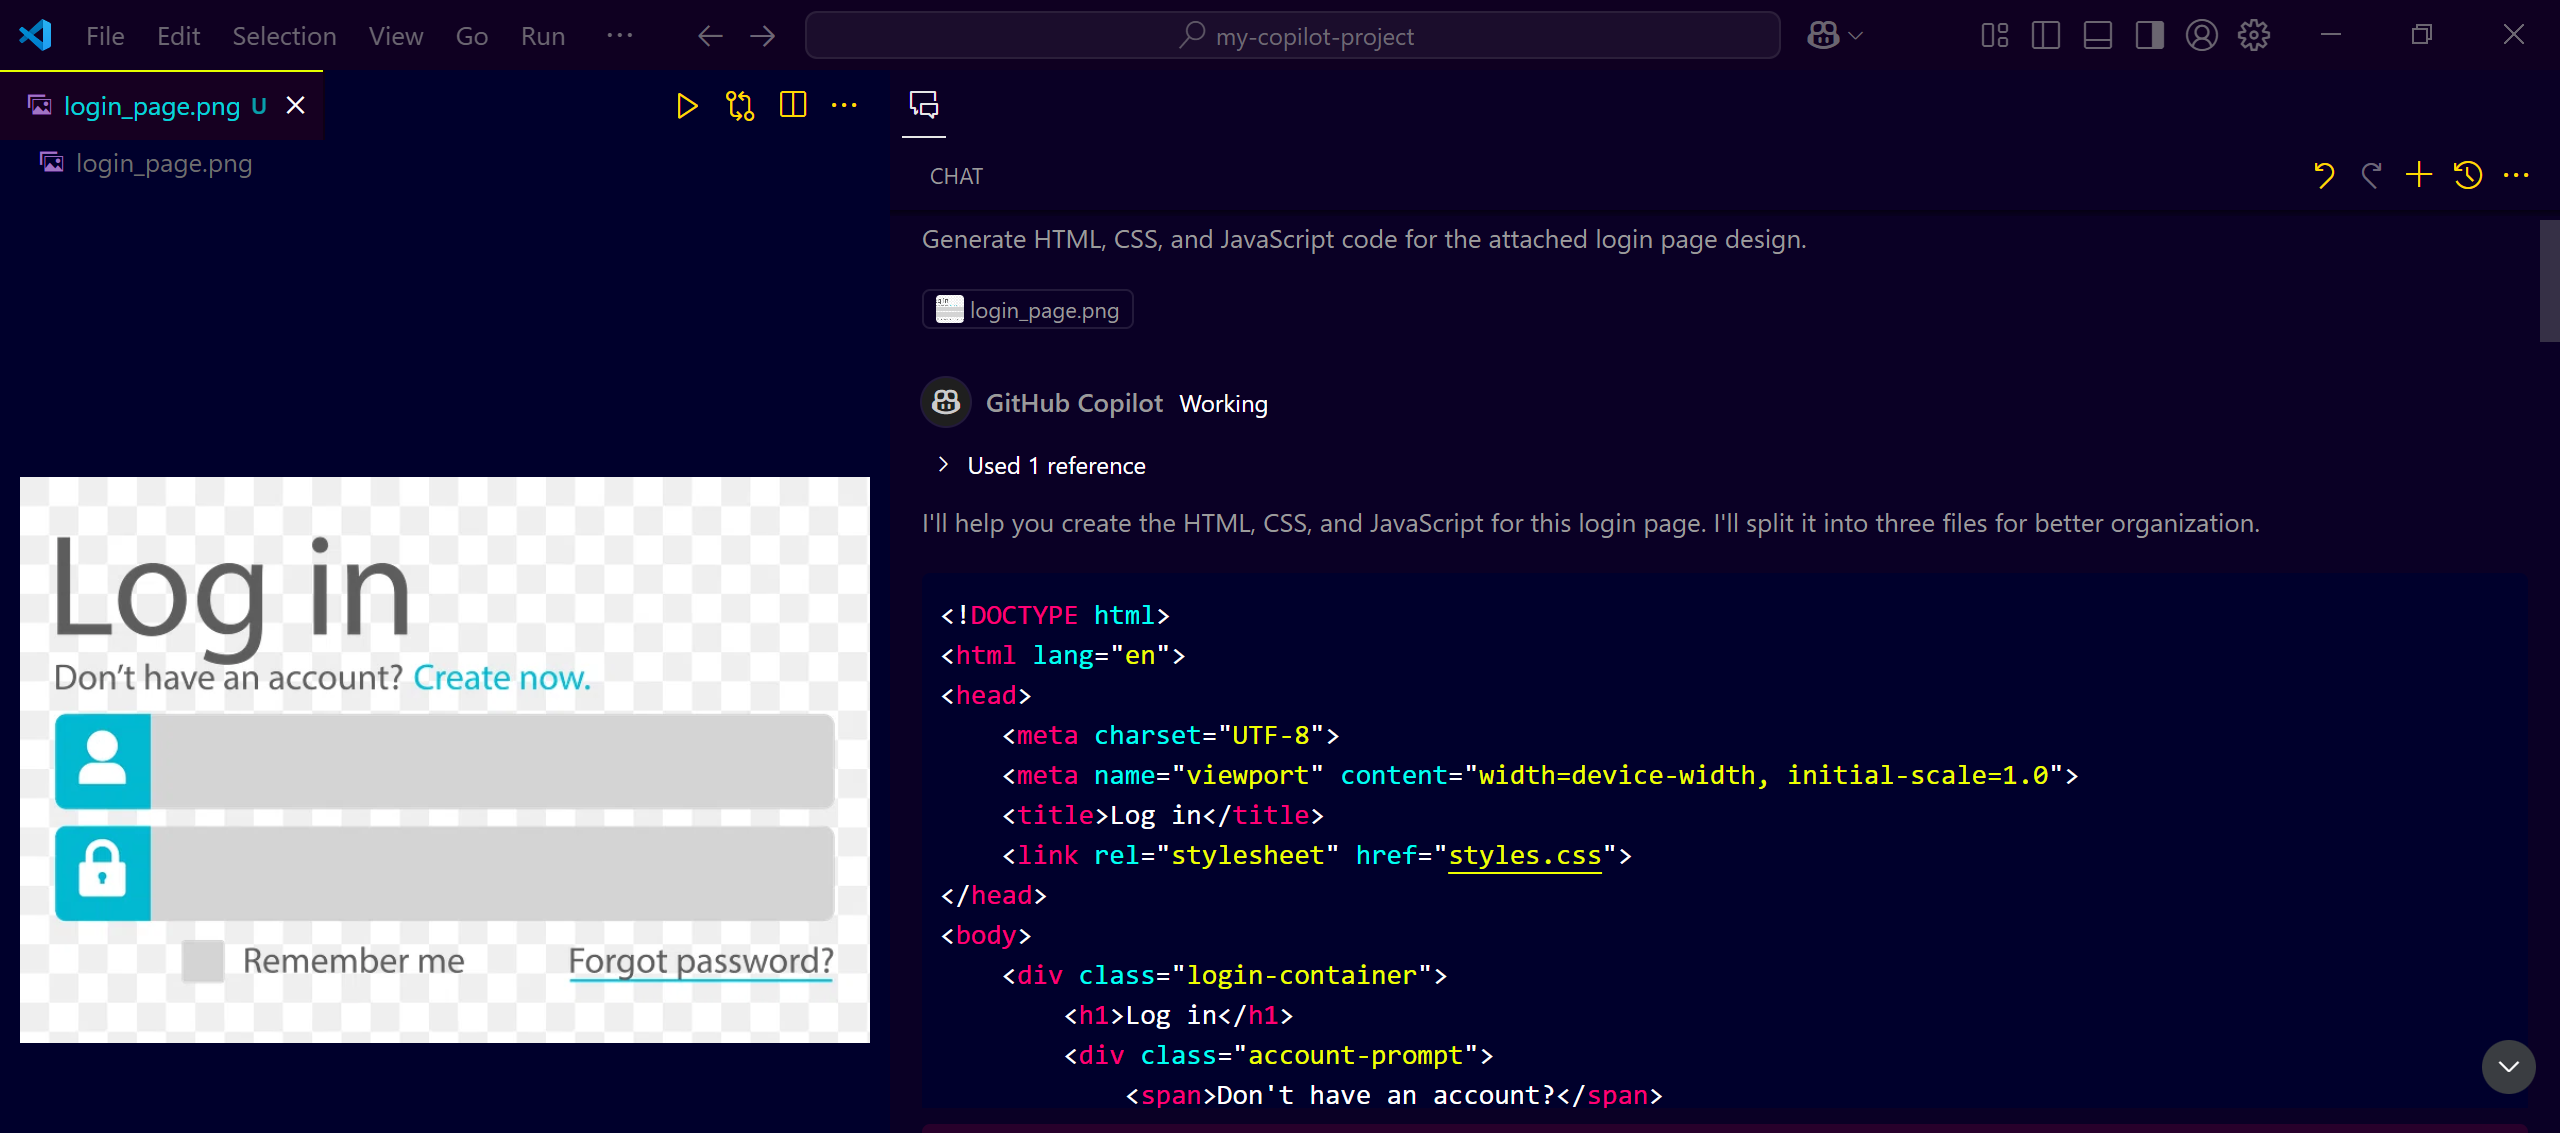 File Edit Selection View Go Run ···
my-copilot-project
login_page.png U
login_page.png
Log in
Don't have an account? Create now.
Remember me Forgot password?
CHAT
Generate HTML, CSS, and JavaScript code for the attached login page design.
login_page.png
GitHub Copilot Working
Used 1 reference
I'll help you create the HTML, CSS, and JavaScript for this login page. I'll split it into three files for better organization.
<!DOCTYPE html>
<html lang="en">
<head>
    <meta charset="UTF-8">
    <meta name="viewport" content="width=device-width, initial-scale=1.0">
    <title>Log in</title>
    <link rel="stylesheet" href="styles.css">
</head>
<body>
    <div class="login-container">
        <h1>Log in</h1>
        <div class="account-prompt">
            <span>Don't have an account?</span>